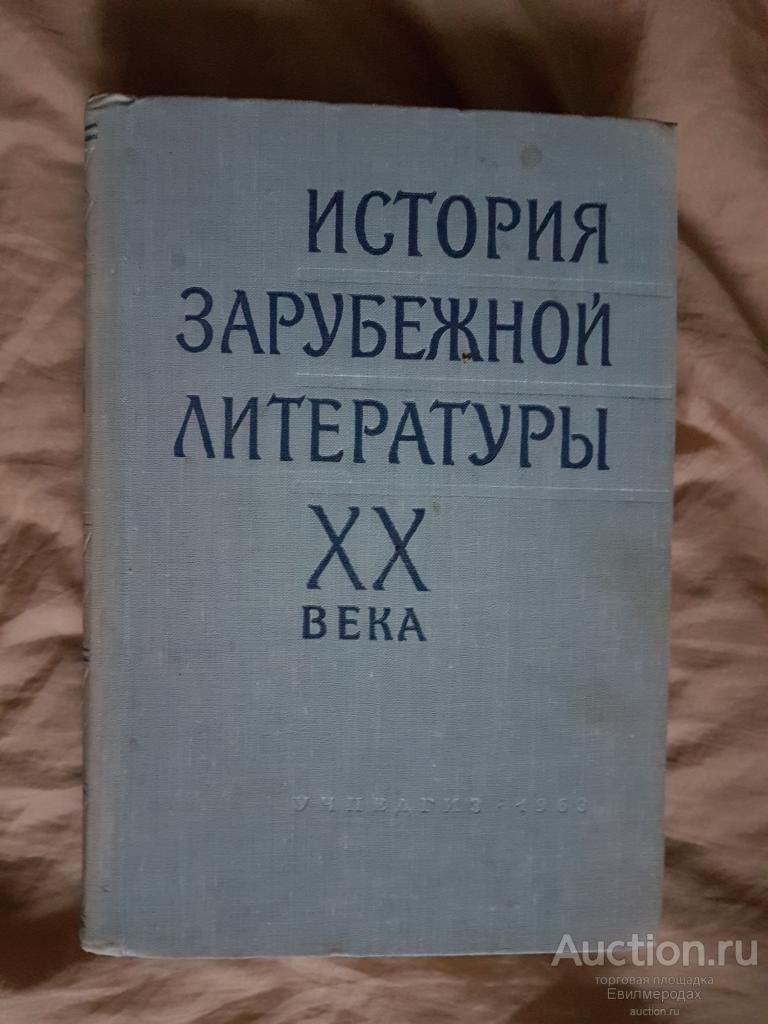 ИСТОРИЯ
ЗАРУБЕЖНОЙ
ЛИТЕРАТУРЫ
XX
ВЕКА
УЧПЕДГИЗ · 1963
Auction.ru
торговая площадка
Евилмеродах
auction.ru